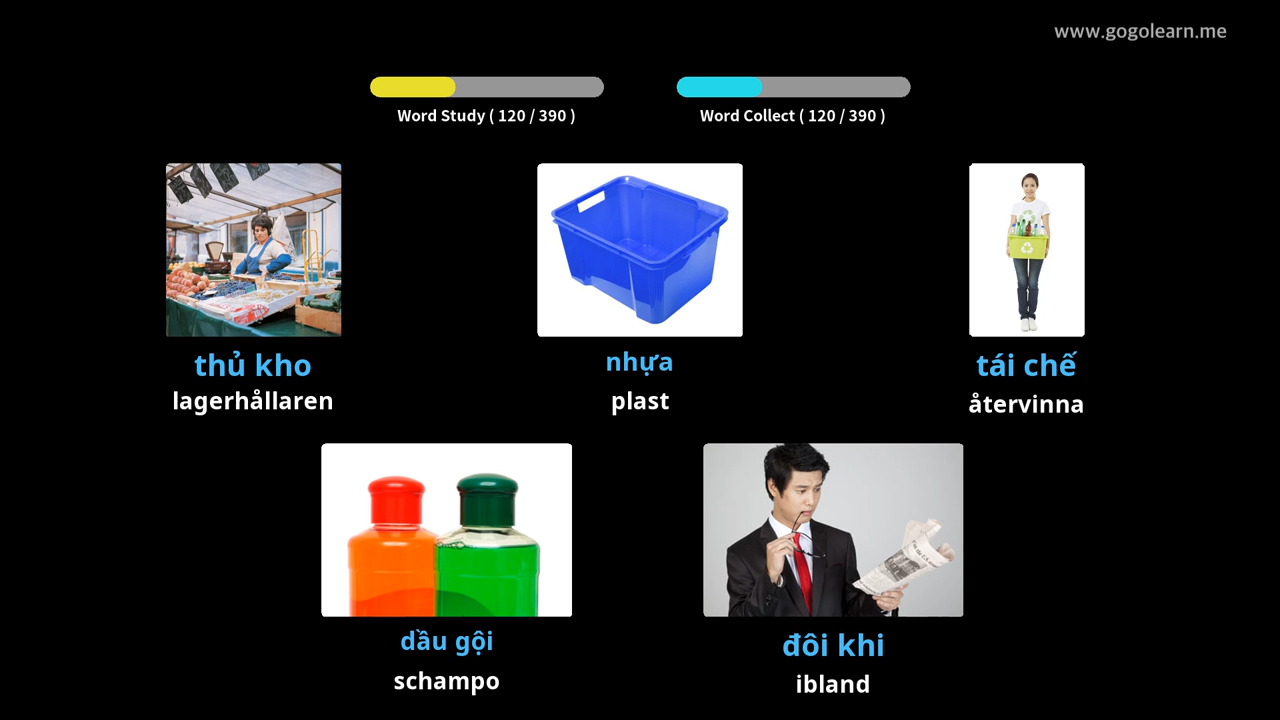 www.gogolearn.me
Word Study ( 120 / 390 )
Word Collect ( 120 / 390 )
thủ kho
lagerhållaren
nhựa
plast
tái chế
återvinna
dầu gội
schampo
đôi khi
ibland